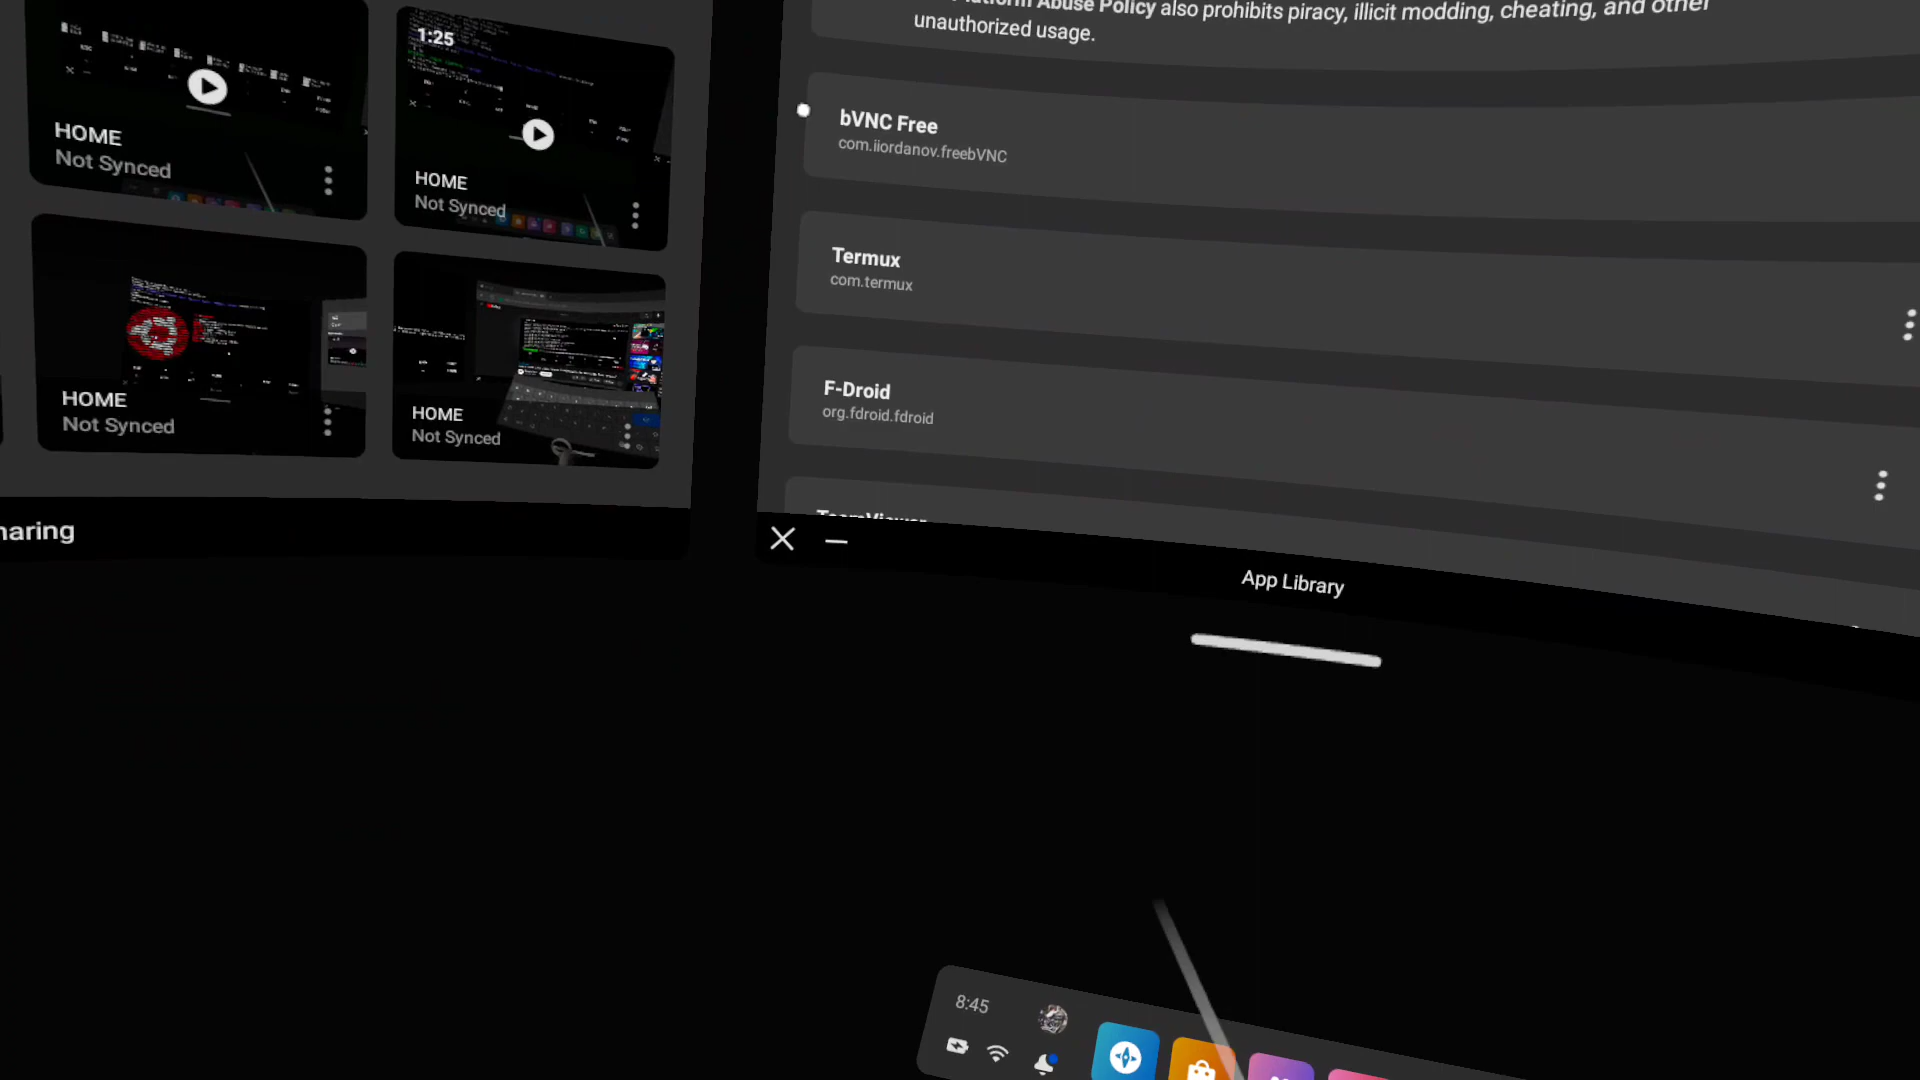 1:25
HOME
Not Synced
HOME
Not Synced
HOME
Not Synced
HOME
Not Synced
haring
Platform Abuse Policy also prohibits piracy, illicit modding, cheating, and other
unauthorized usage.
bVNC Free
com.iiordanov.freebVNC
Termux
com.termux
F-Droid
org.fdroid.fdroid
TeamViewer
App Library
8:45